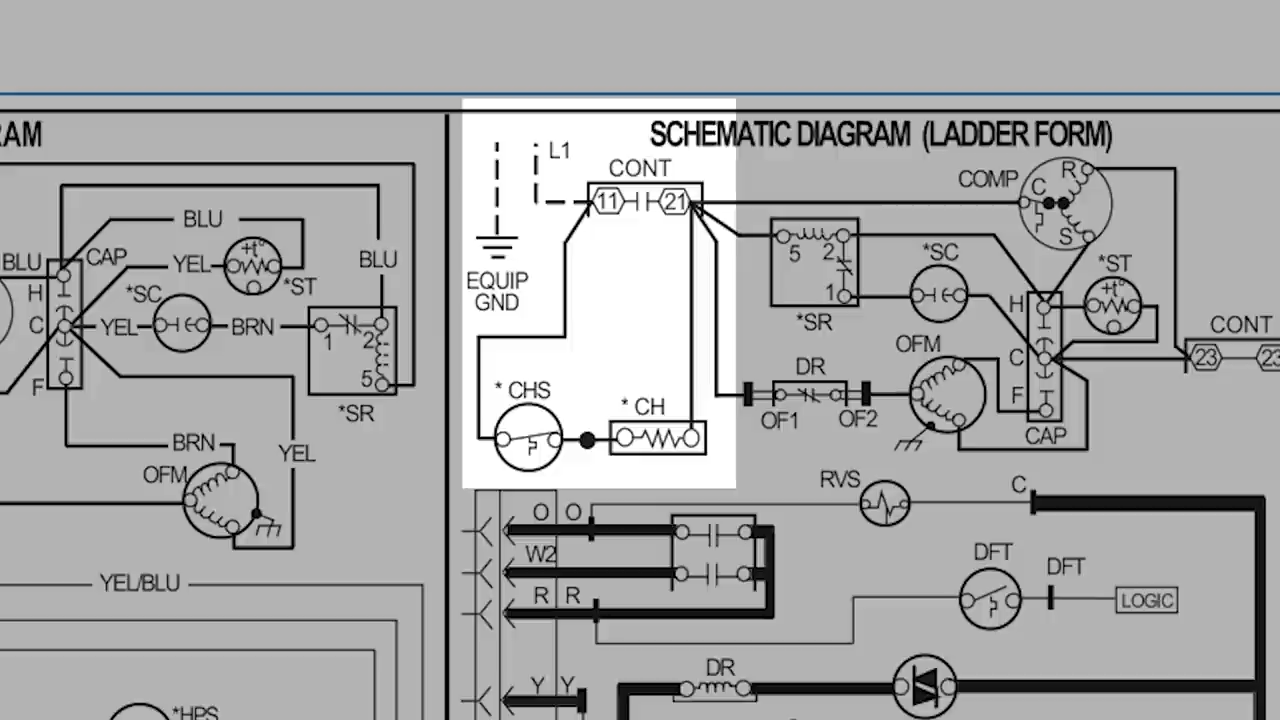 RAM
SCHEMATIC DIAGRAM (LADDER FORM)
BLU
BLU
YEL
+t°
*ST
BLU
CAP
H
C
F
*SC
YEL
BRN
1
2
5
*SR
BRN
OFM
YEL
YEL/BLU
*HPS
L1
CONT
11
21
EQUIP
GND
* CHS
* CH
COMP
R
C
S
5
2
1
*SR
*SC
*ST
+t°
H
C
F
CAP
OFM
DR
OF1
OF2
CONT
23
23
RVS
C
O
O
W2
R
R
DFT
DFT
LOGIC
Y
Y
DR